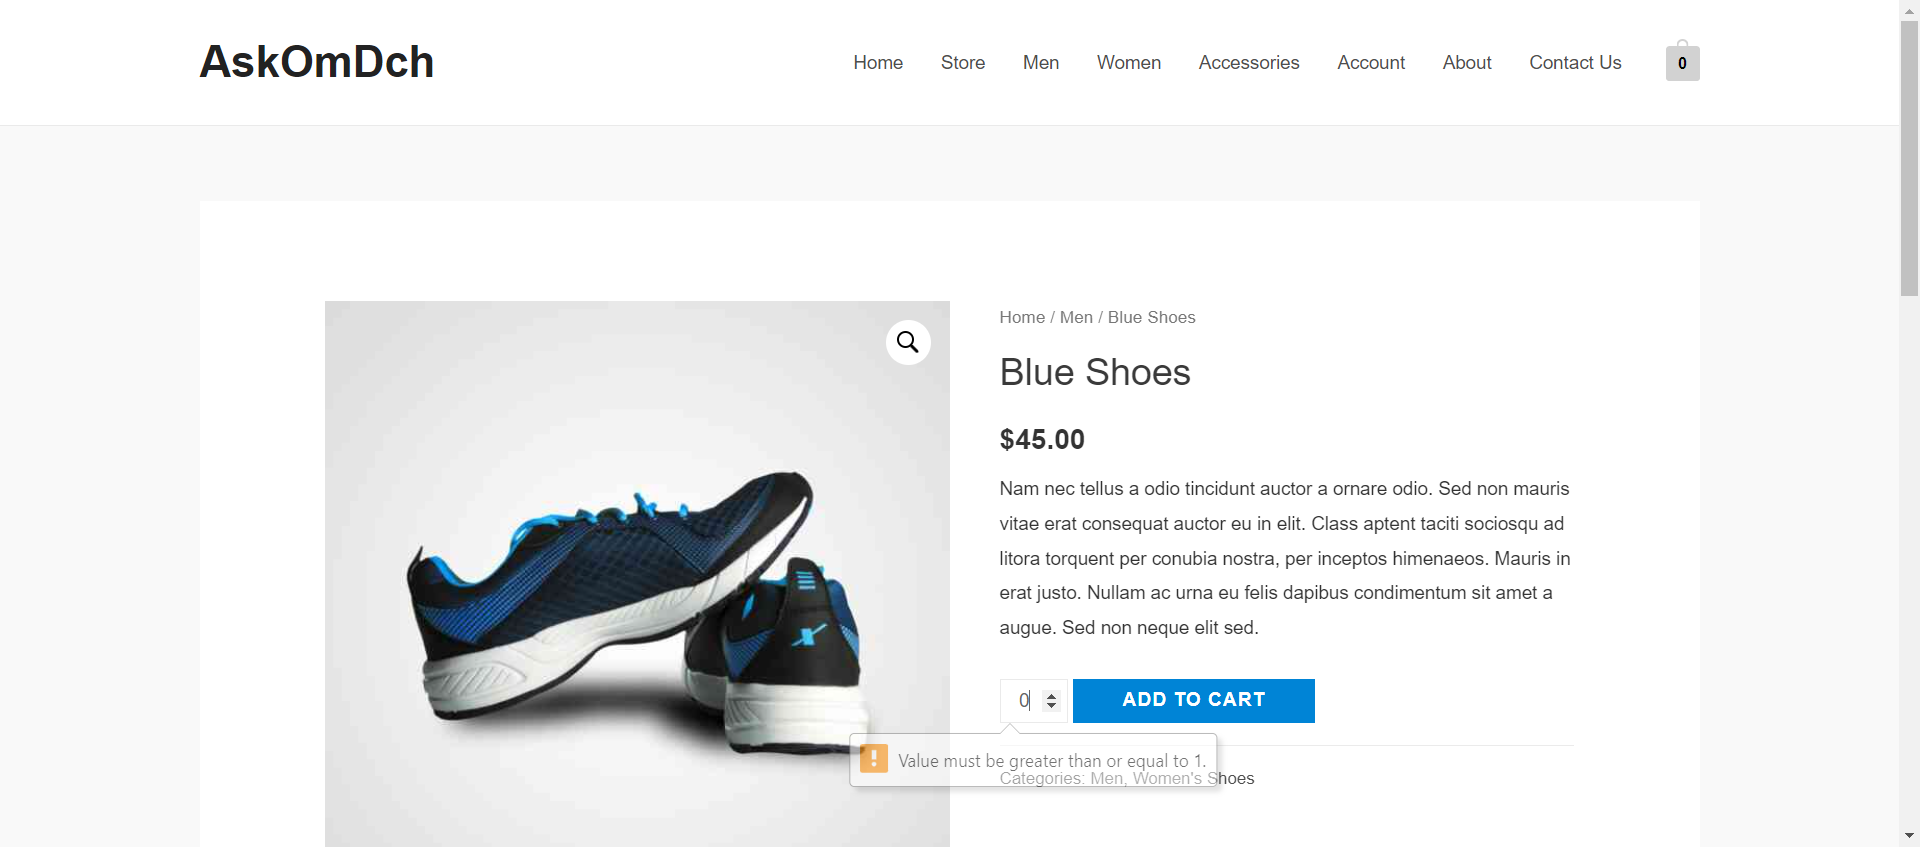 AskOmDch
Home Store Men Women Accessories Account About Contact Us 0
Home / Men / Blue Shoes
Blue Shoes
$45.00
Nam nec tellus a odio tincidunt auctor a ornare odio. Sed non mauris
vitae erat consequat auctor eu in elit. Class aptent taciti sociosqu ad
litora torquent per conubia nostra, per inceptos himenaeos. Mauris in
erat justo. Nullam ac urna eu felis dapibus condimentum sit amet a
augue. Sed non neque elit sed.
0 ADD TO CART
Value must be greater than or equal to 1.
Categories: Men, Women's Shoes